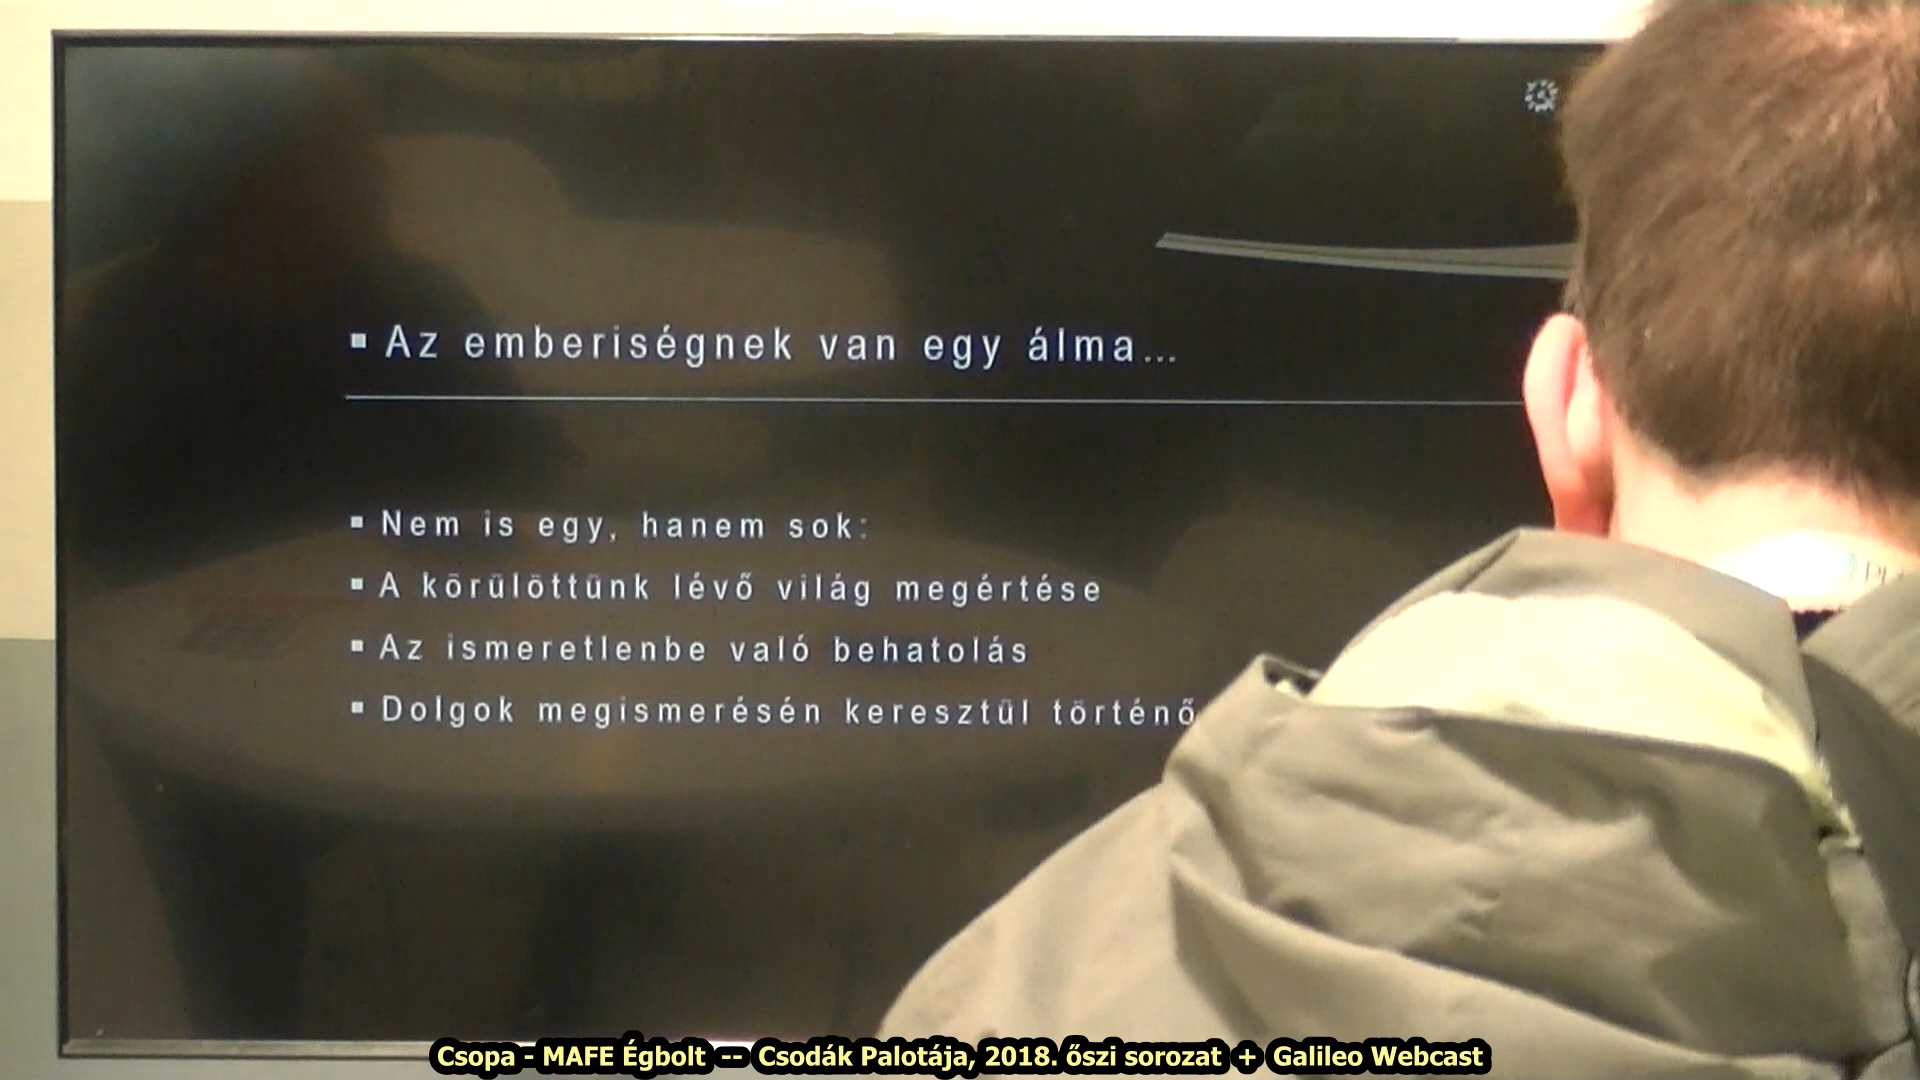 ▪ Az emberiségnek van egy álma...
▪ Nem is egy, hanem sok:
▪ A körülöttünk lévő világ megértése
▪ Az ismeretlenbe való behatolás
▪ Dolgok megismerésén keresztül történő
Csopa - MAFE Égbolt -- Csodák Palotája, 2018. őszi sorozat + Galileo Webcast